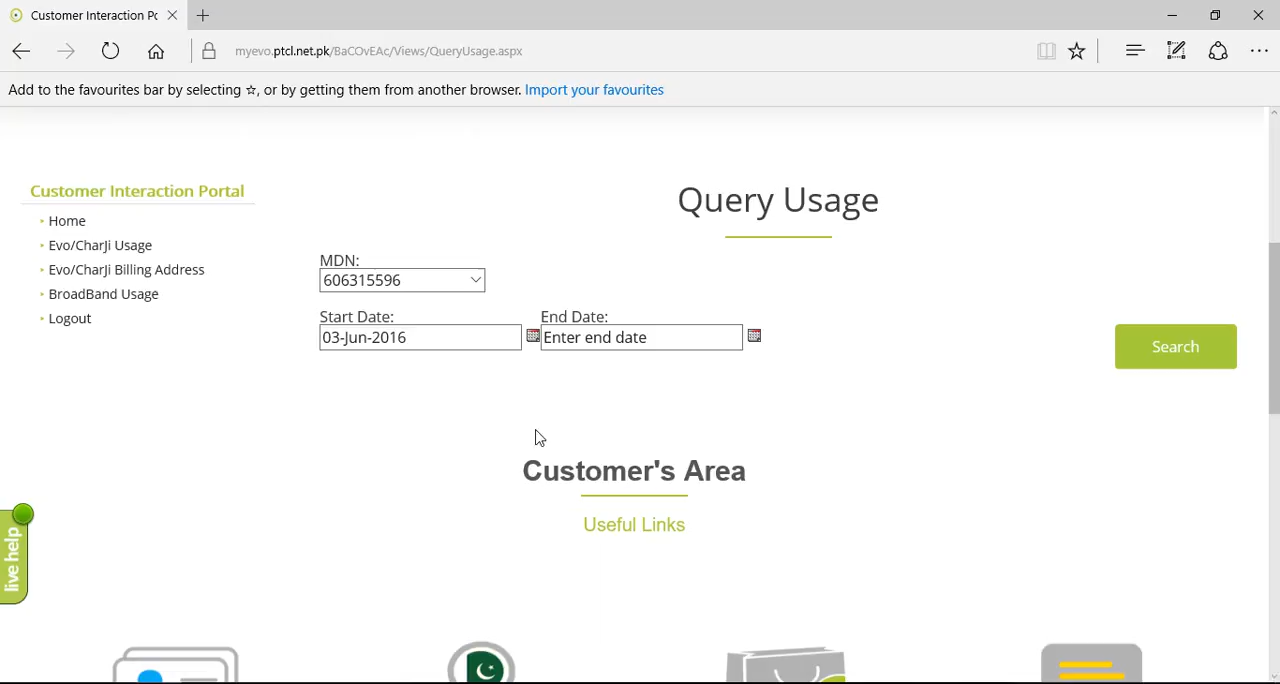 Customer Interaction Pc
myevo.ptcl.net.pk/BaCOvEAc/Views/QueryUsage.aspx
Add to the favourites bar by selecting ☆, or by getting them from another browser. Import your favourites
Customer Interaction Portal
Home
Evo/CharJi Usage
Evo/CharJi Billing Address
BroadBand Usage
Logout
Query Usage
MDN:
606315596
Start Date: End Date:
03-Jun-2016 Enter end date
Search
Customer's Area
Useful Links
live help